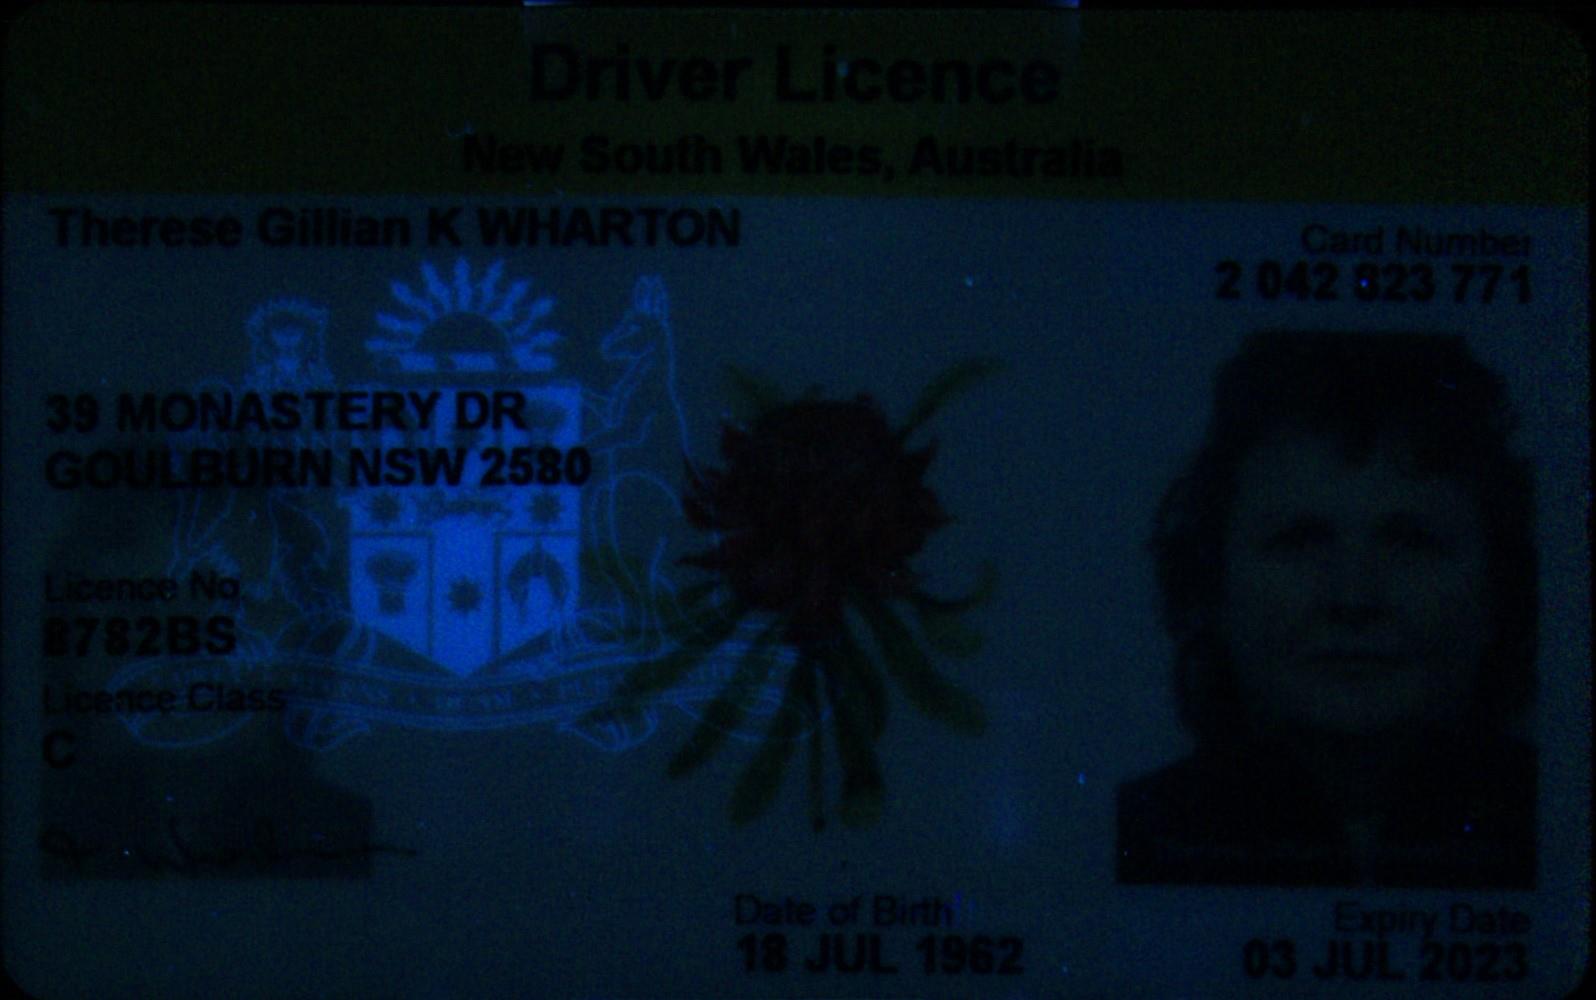 Driver Licence
New South Wales, Australia
Therese Gillian K WHARTON
Card Number
2 042 823 771
39 MONASTERY DR
GOULBURN NSW 2580
Licence No.
8782BS
Licence Class
C
Date of Birth
18 JUL 1962
Expiry Date
03 JUL 2023